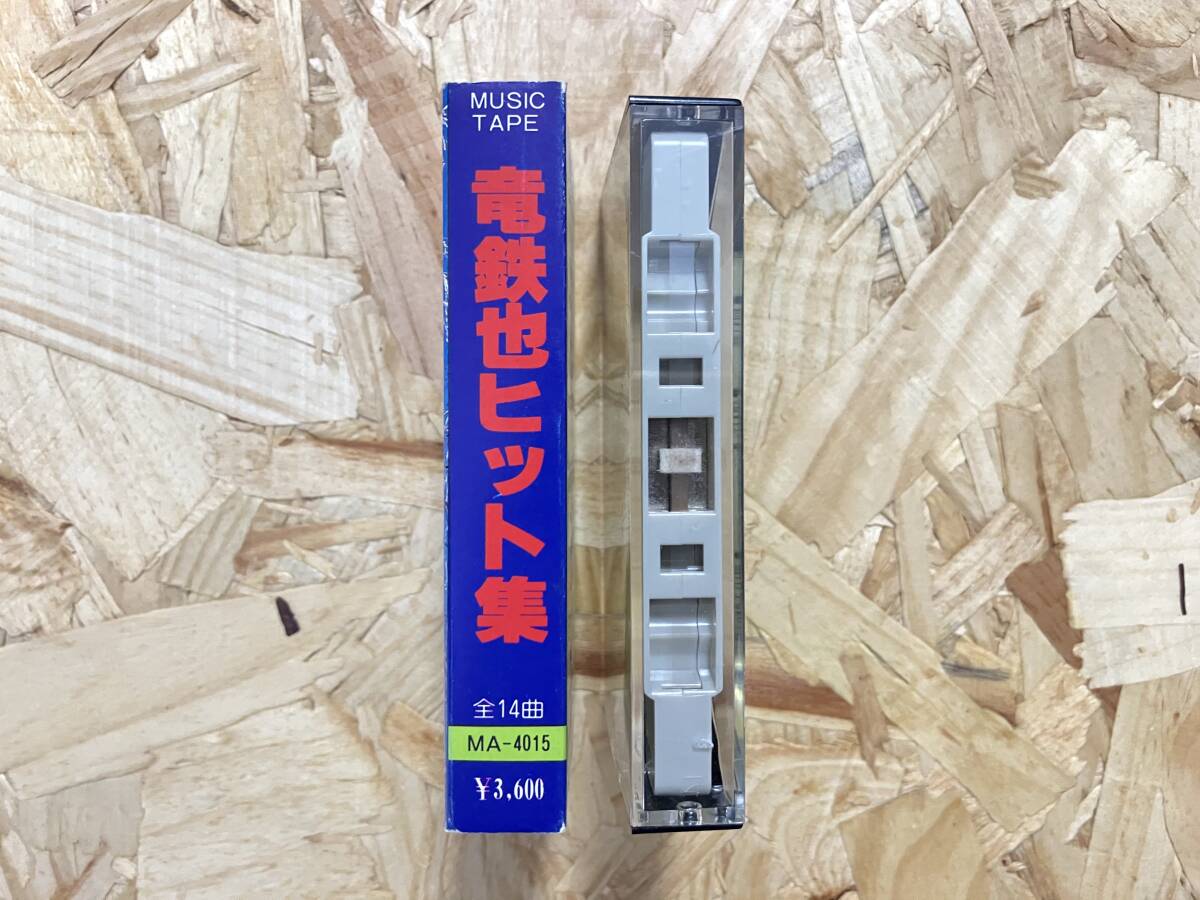 MUSIC
TAPE
竜鉄也ヒット集
全14曲
MA-4015
¥3,600